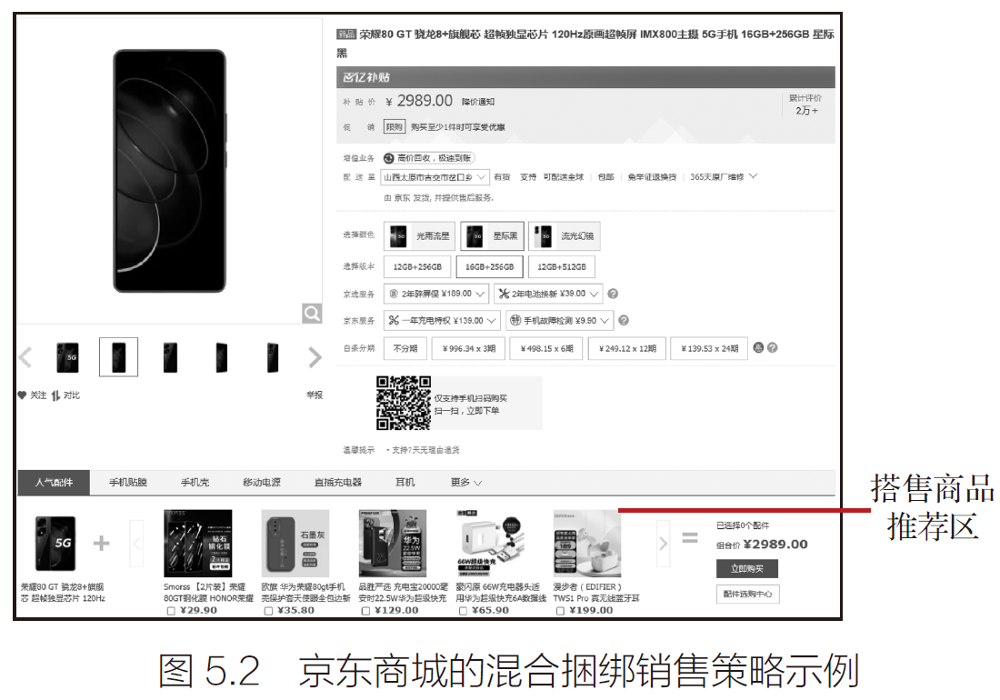 新品 荣耀80 GT 骁龙8+旗舰芯 超帧独显芯片 120Hz原画超帧屏 IMX800主摄 5G手机 16GB+256GB 星际
黑
亿补贴
补贴价 ¥ 2989.00 降价通知
累计评价
2万+
促销 限购 购买至少1件时可享受优惠
增值业务 高价回收，极速到账
配送至 山西太原市古交市岔口乡 有货 支持 可配送全球 包邮 免举证退换货 365天原厂维修
由 京东 发货, 并提供售后服务.
选择颜色 5G 光雨流星 5G 星际黑 5G 流光幻镜
选择版本 12GB+256GB 16GB+256GB 12GB+512GB
京选服务 2年碎屏保 ¥189.00 2年电池换新 ¥39.00 ?
京东服务 一年充电特权 ¥139.00 手机故障检测 ¥9.90 ?
白条分期 不分期 ¥996.34 x 3期 ¥498.15 x 6期 ¥249.12 x 12期 ¥139.53 x 24期 ?
5G
关注 对比 举报
仅支持手机扫码购买
扫一扫，立即下单
温馨提示 ·支持7天无理由退货
人气配件 手机贴膜 手机壳 移动电源 直插充电器 耳机 更多
搭售商品
推荐区
5G
+
钻石
钢化膜
石墨灰
华为
22.5W
66W超级快充
189
=
已选择0个配件
组合价 ¥2989.00
立即购买
配件选购中心
荣耀80 GT 骁龙8+旗舰
芯 超帧独显芯片 120Hz
Smorss 【2片装】荣耀
80GT钢化膜 HONOR荣耀
¥29.90
欧旗 华为荣耀80gt手机
壳保护套天使眼全包边新
¥35.80
品胜严选 充电宝20000毫
安时22.5W华为超级快充
¥129.00
豪闪原 66W充电器头适
用华为超级快充6A数据线
¥65.90
漫步者（EDIFIER）
TWS1 Pro 真无线蓝牙耳
¥199.00
图 5.2 京东商城的混合捆绑销售策略示例